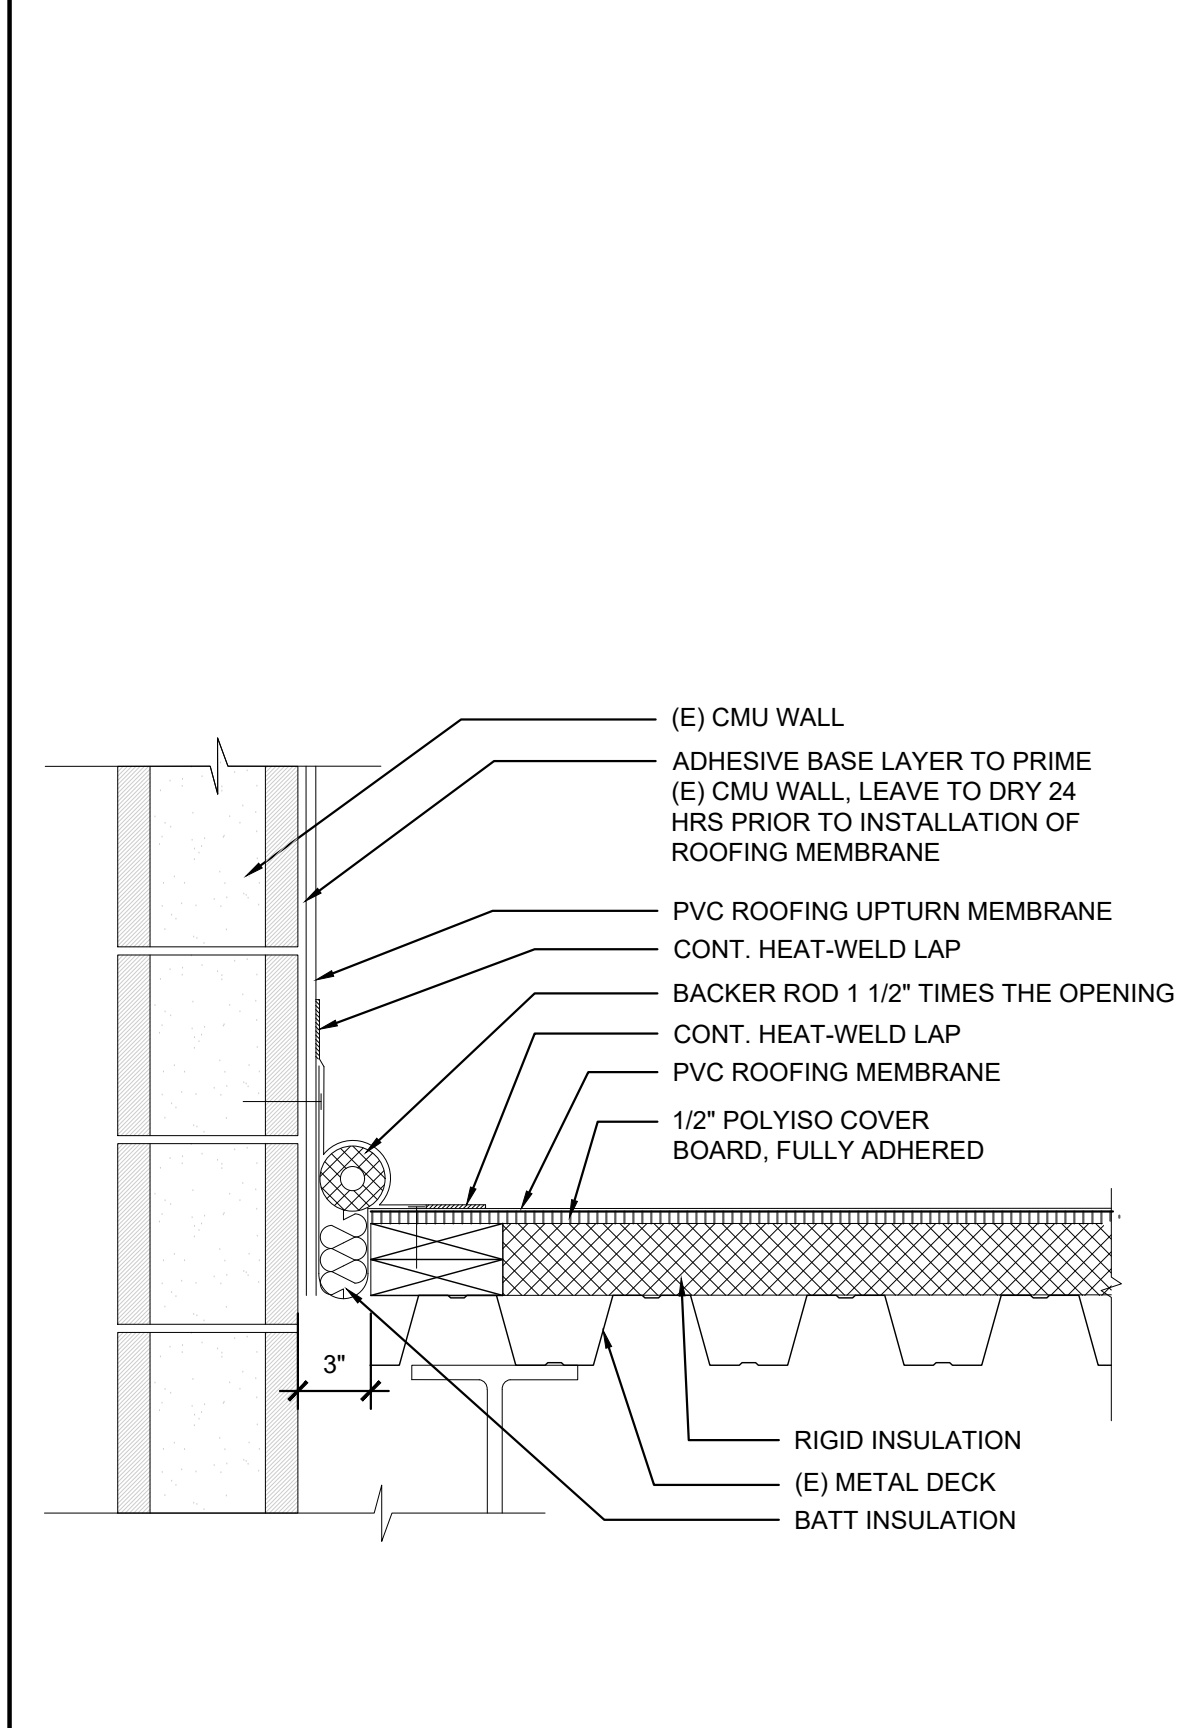 (E) CMU WALL
ADHESIVE BASE LAYER TO PRIME
(E) CMU WALL, LEAVE TO DRY 24
HRS PRIOR TO INSTALLATION OF
ROOFING MEMBRANE
PVC ROOFING UPTURN MEMBRANE
CONT. HEAT-WELD LAP
BACKER ROD 1 1/2" TIMES THE OPENING
CONT. HEAT-WELD LAP
PVC ROOFING MEMBRANE
1/2" POLYISO COVER
BOARD, FULLY ADHERED
3"
RIGID INSULATION
(E) METAL DECK
BATT INSULATION